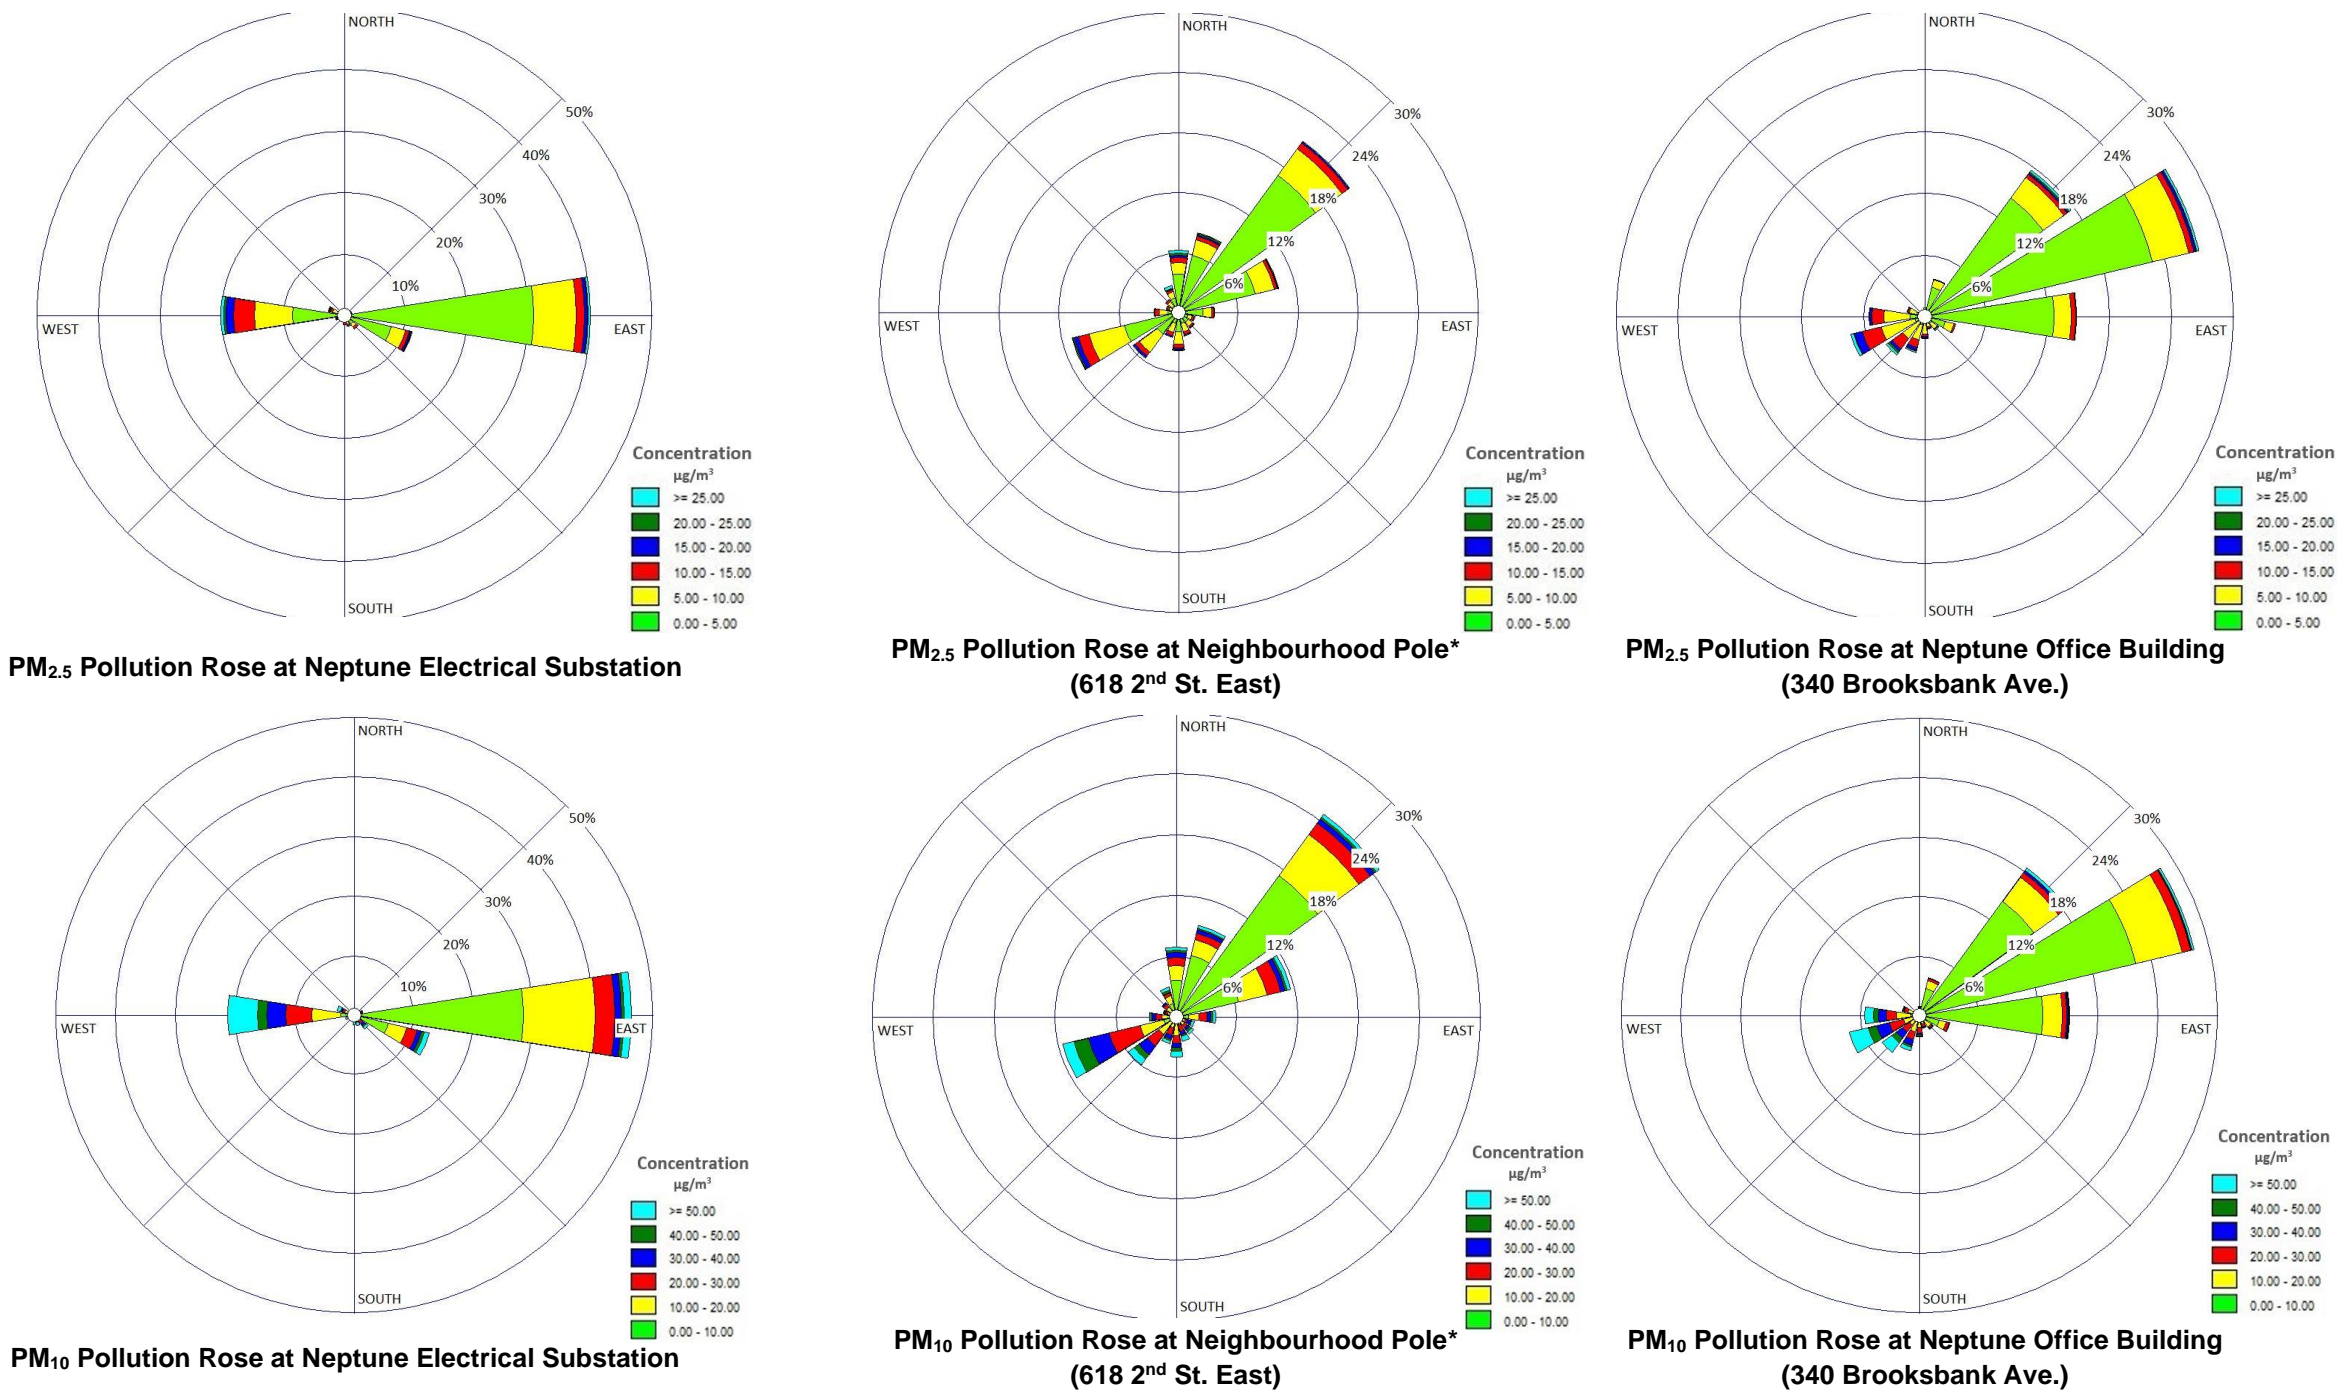 NORTH
50%
40%
30%
20%
10%
WEST
EAST
SOUTH
Concentration
µg/m³
>= 25.00
20.00 - 25.00
15.00 - 20.00
10.00 - 15.00
5.00 - 10.00
0.00 - 5.00
PM₂.₅ Pollution Rose at Neptune Electrical Substation
NORTH
30%
24%
18%
12%
6%
WEST
EAST
SOUTH
Concentration
µg/m³
>= 25.00
20.00 - 25.00
15.00 - 20.00
10.00 - 15.00
5.00 - 10.00
0.00 - 5.00
PM₂.₅ Pollution Rose at Neighbourhood Pole*
(618 2ⁿᵈ St. East)
NORTH
30%
24%
18%
12%
6%
WEST
EAST
SOUTH
Concentration
µg/m³
>= 25.00
20.00 - 25.00
15.00 - 20.00
10.00 - 15.00
5.00 - 10.00
0.00 - 5.00
PM₂.₅ Pollution Rose at Neptune Office Building
(340 Brooksbank Ave.)
NORTH
50%
40%
30%
20%
10%
WEST
EAST
SOUTH
Concentration
µg/m³
>= 50.00
40.00 - 50.00
30.00 - 40.00
20.00 - 30.00
10.00 - 20.00
0.00 - 10.00
PM₁₀ Pollution Rose at Neptune Electrical Substation
NORTH
30%
24%
18%
12%
6%
WEST
EAST
SOUTH
Concentration
µg/m³
>= 50.00
40.00 - 50.00
30.00 - 40.00
20.00 - 30.00
10.00 - 20.00
0.00 - 10.00
PM₁₀ Pollution Rose at Neighbourhood Pole*
(618 2ⁿᵈ St. East)
NORTH
30%
24%
18%
12%
6%
WEST
EAST
SOUTH
Concentration
µg/m³
>= 50.00
40.00 - 50.00
30.00 - 40.00
20.00 - 30.00
10.00 - 20.00
0.00 - 10.00
PM₁₀ Pollution Rose at Neptune Office Building
(340 Brooksbank Ave.)